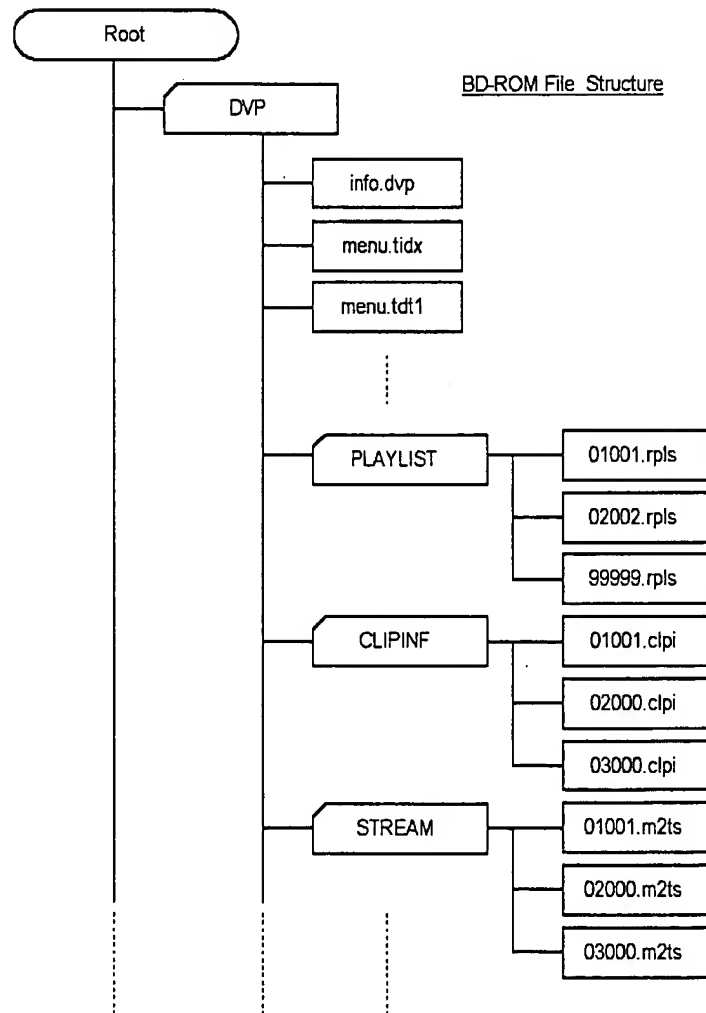 Root
BD-ROM File Structure
DVP
info.dvp
menu.tidx
menu.tdt1
PLAYLIST
01001.rpls
02002.rpls
99999.rpls
CLIPINF
01001.clpi
02000.clpi
03000.clpi
STREAM
01001.m2ts
02000.m2ts
03000.m2ts